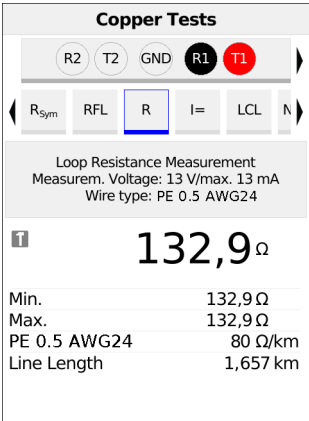 Copper Tests
R2 T2 GND R1 T1
RSym RFL R I= LCL N
Loop Resistance Measurement
Measurem. Voltage: 13 V/max. 13 mA
Wire type: PE 0.5 AWG24
132,9 Ω
Min. 132,9 Ω
Max. 132,9 Ω
PE 0.5 AWG24 80 Ω/km
Line Length 1,657 km